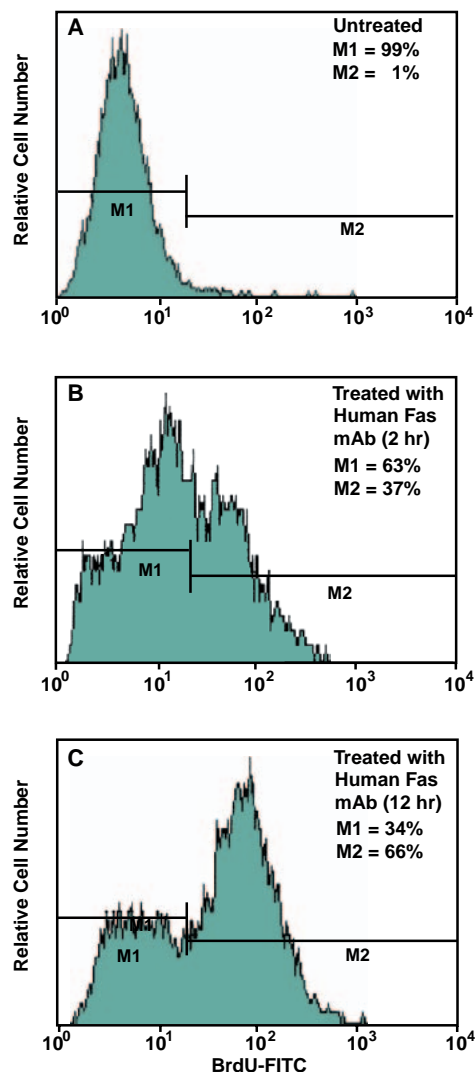 A
Untreated
M1 = 99%
M2 = 1%
Relative Cell Number
M1
M2
10⁰ 10¹ 10² 10³ 10⁴
B
Treated with
Human Fas
mAb (2 hr)
M1 = 63%
M2 = 37%
Relative Cell Number
M1
M2
10⁰ 10¹ 10² 10³ 10⁴
C
Treated with
Human Fas
mAb (12 hr)
M1 = 34%
M2 = 66%
Relative Cell Number
M1
M1
M2
10⁰ 10¹ 10² 10³ 10⁴
BrdU-FITC